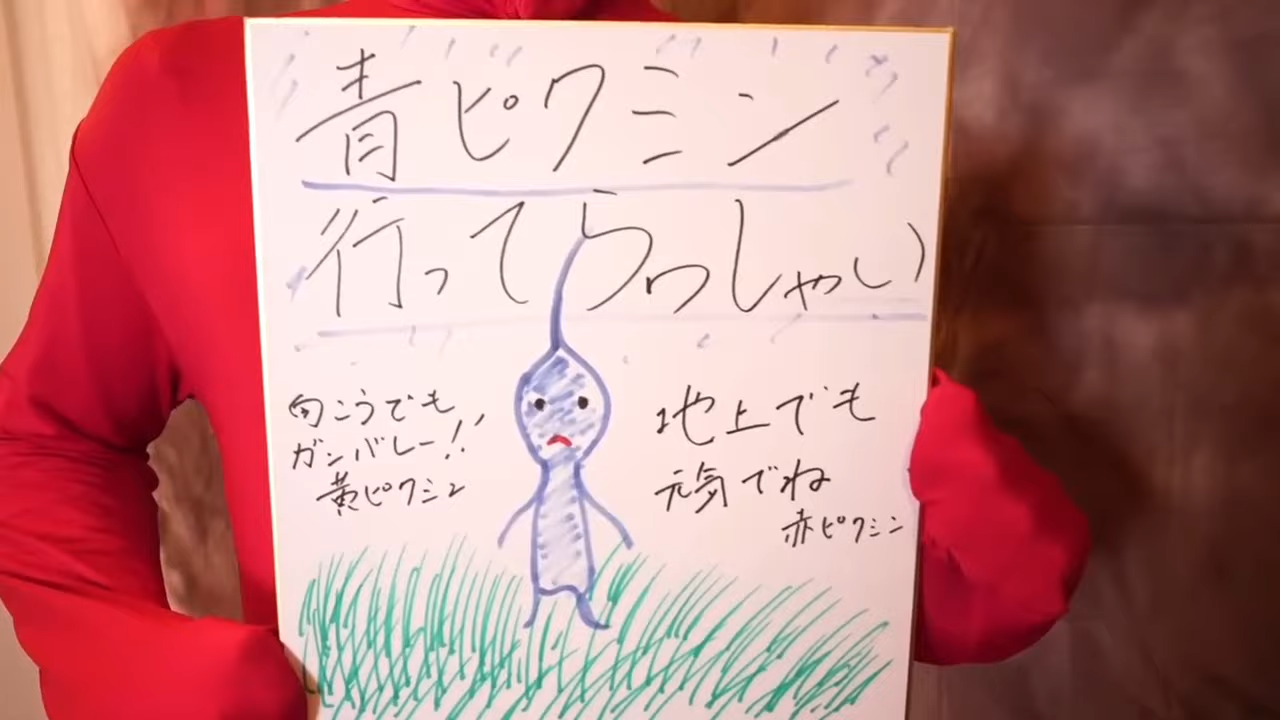 青ピクミン
行ってらっしゃい
向こうでも
ガンバレー!!
黄ピクミン
地上でも
元気でね
赤ピクミン